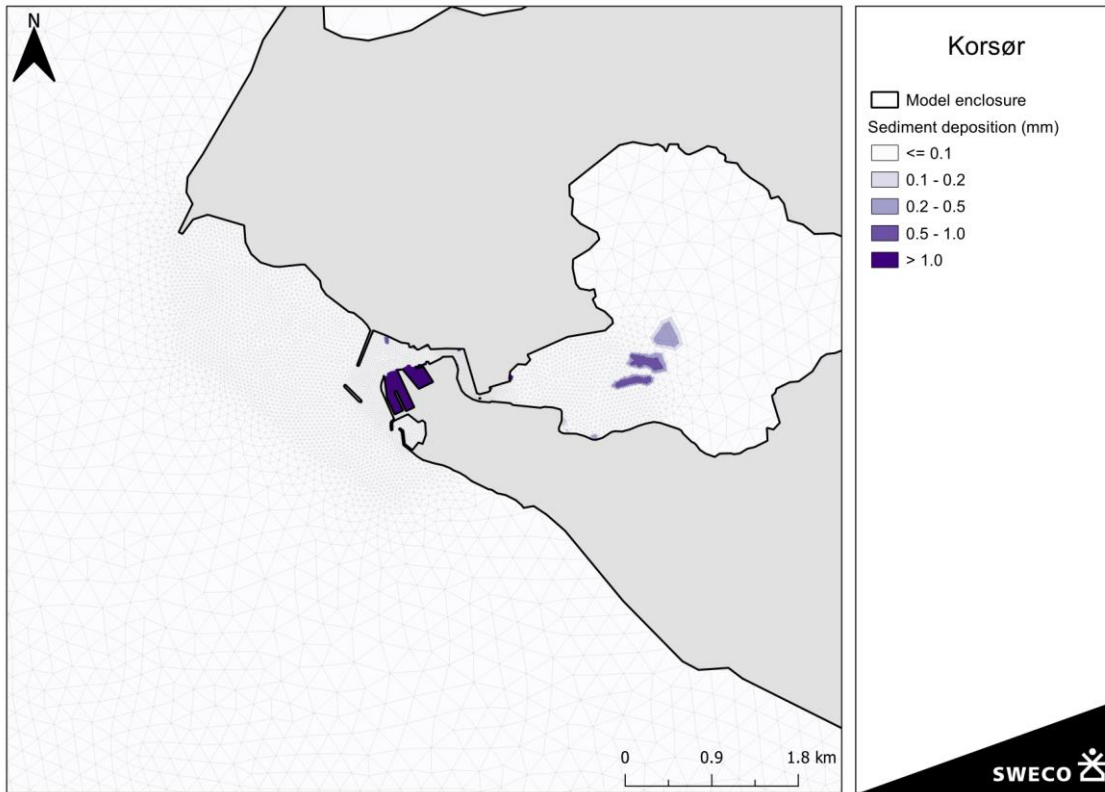 N
Korsør
Model enclosure
Sediment deposition (mm)
<= 0.1
0.1 - 0.2
0.2 - 0.5
0.5 - 1.0
> 1.0
0 0.9 1.8 km
SWECO